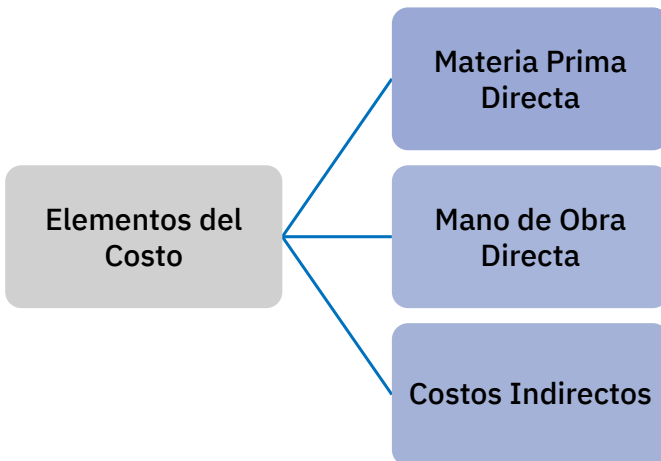 Elementos del
Costo
Materia Prima
Directa
Mano de Obra
Directa
Costos Indirectos